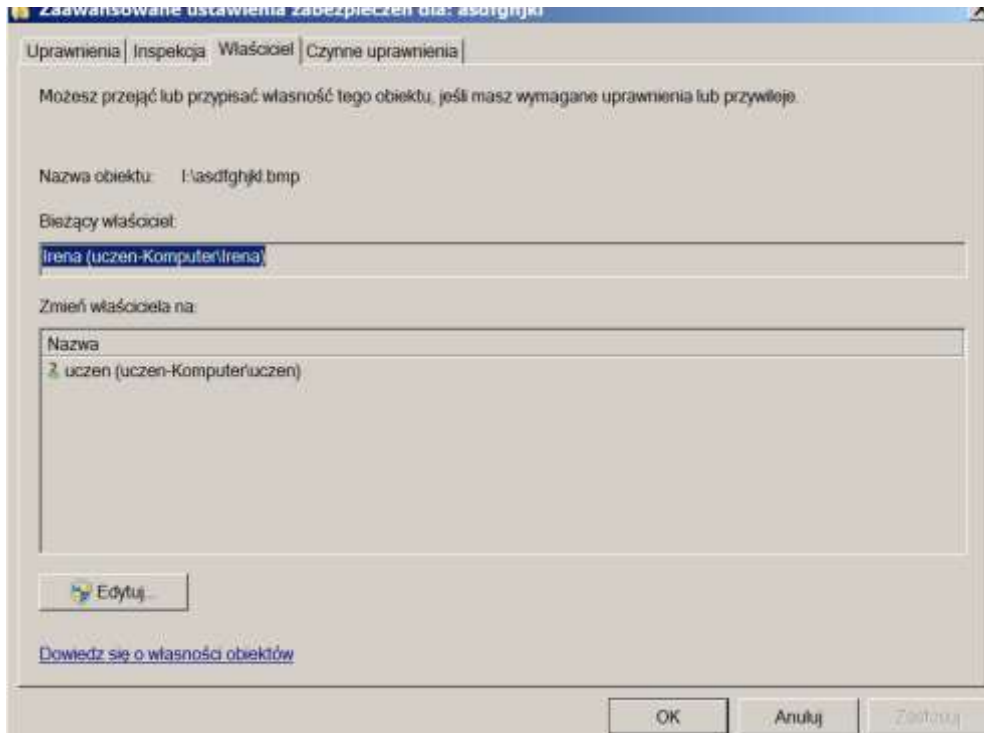 Zaawansowane ustawienia zabezpieczeń dla: asdfghjkl
Uprawnienia Inspekcja Właściciel Czynne uprawnienia
Możesz przejąć lub przypisać własność tego obiektu, jeśli masz wymagane uprawnienia lub przywileje.
Nazwa obiektu: I:\asdfghjkl.bmp
Bieżący właściciel:
Irena (uczen-Komputer\Irena)
Zmień właściciela na:
Nazwa
uczen (uczen-Komputer\uczen)
Edytuj...
Dowiedz się o własności obiektów
OK Anuluj Zastosuj